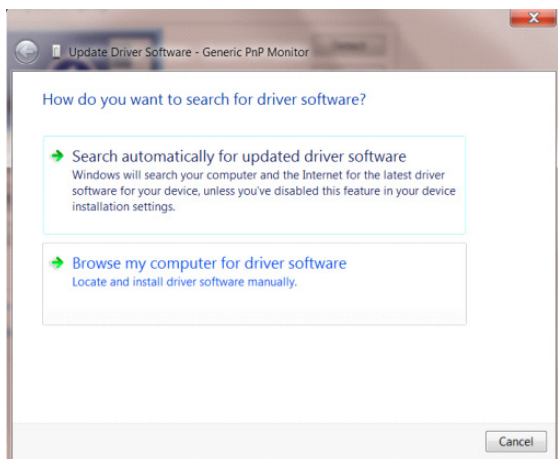 Update Driver Software - Generic PnP Monitor
How do you want to search for driver software?
Search automatically for updated driver software
Windows will search your computer and the Internet for the latest driver
software for your device, unless you've disabled this feature in your device
installation settings.
Browse my computer for driver software
Locate and install driver software manually.
Cancel